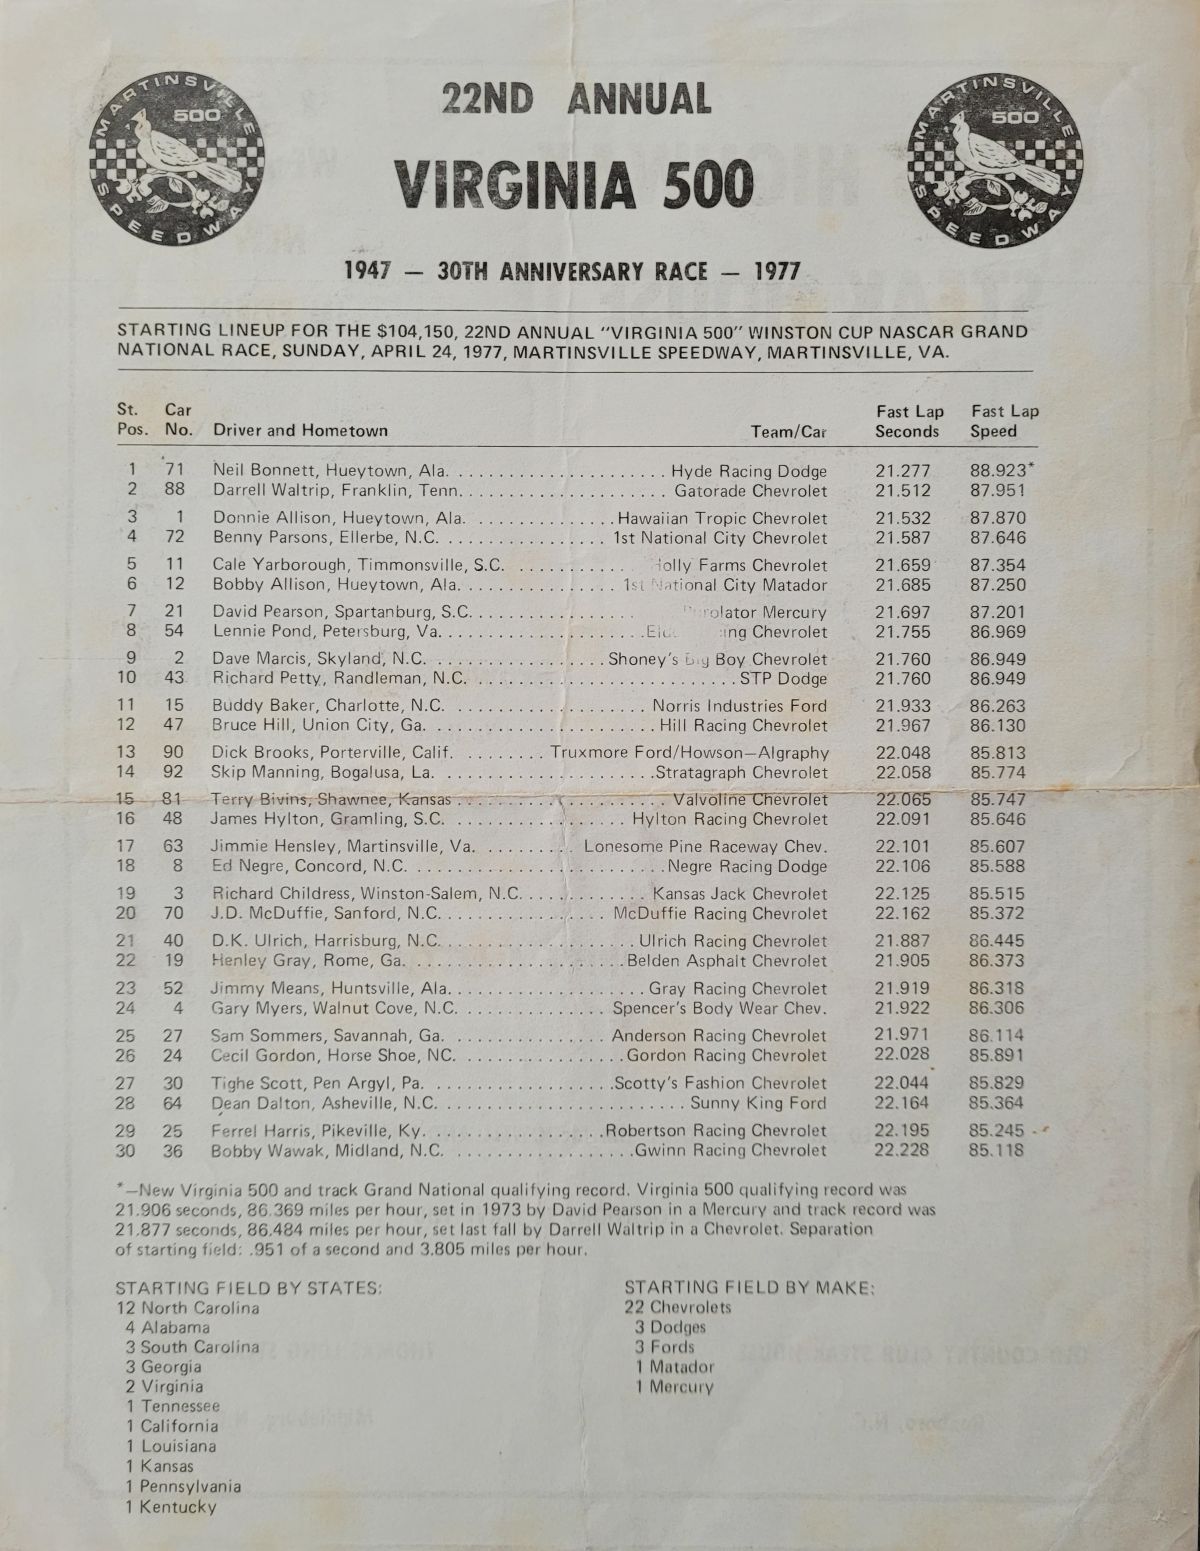 MARTINSVILLE 500 SPEEDWAY
22ND ANNUAL
VIRGINIA 500
MARTINSVILLE 500 SPEEDWAY
1947 — 30TH ANNIVERSARY RACE — 1977
STARTING LINEUP FOR THE $104,150, 22ND ANNUAL "VIRGINIA 500" WINSTON CUP NASCAR GRAND
NATIONAL RACE, SUNDAY, APRIL 24, 1977, MARTINSVILLE SPEEDWAY, MARTINSVILLE, VA.
St. Car Fast Lap Fast Lap
Pos. No. Driver and Hometown Team/Car Seconds Speed
1 71 Neil Bonnett, Hueytown, Ala. . . . . . . . . . . . . . . . . . . . . . . Hyde Racing Dodge 21.277 88.923*
2 88 Darrell Waltrip, Franklin, Tenn. . . . . . . . . . . . . . . . . . . . . . Gatorade Chevrolet 21.512 87.951
3 1 Donnie Allison, Hueytown, Ala. . . . . . . . . . . . . . . . Hawaiian Tropic Chevrolet 21.532 87.870
4 72 Benny Parsons, Ellerbe, N.C. . . . . . . . . . . . . . . . . 1st National City Chevrolet 21.587 87.646
5 11 Cale Yarborough, Timmonsville, S.C. . . . . . . . . . . . olly Farms Chevrolet 21.659 87.354
6 12 Bobby Allison, Hueytown, Ala. . . . . . . . . . . . . . . . . 1st National City Matador 21.685 87.250
7 21 David Pearson, Spartanburg, S.C. . . . . . . . . . . . . . . . . rolator Mercury 21.697 87.201
8 54 Lennie Pond, Petersburg, Va. . . . . . . . . . . . . . . . . . . . . ing Chevrolet 21.755 86.969
9 2 Dave Marcis, Skyland, N.C. . . . . . . . . . . . . . . . . . . Shoney's Big Boy Chevrolet 21.760 86.949
10 43 Richard Petty, Randleman, N.C. . . . . . . . . . . . . . . . . . . . . . . . . . . . STP Dodge 21.760 86.949
11 15 Buddy Baker, Charlotte, N.C. . . . . . . . . . . . . . . . . . . . . . Norris Industries Ford 21.933 86.263
12 47 Bruce Hill, Union City, Ga. . . . . . . . . . . . . . . . . . . . . . . . Hill Racing Chevrolet 21.967 86.130
13 90 Dick Brooks, Porterville, Calif. . . . . . . . . . Truxmore Ford/Howson—Algraphy 22.048 85.813
14 92 Skip Manning, Bogalusa, La. . . . . . . . . . . . . . . . . . . . . . Stratagraph Chevrolet 22.058 85.774
15 81 Terry Bivins, Shawnee, Kansas . . . . . . . . . . . . . . . . . . . . . . Valvoline Chevrolet 22.065 85.747
16 48 James Hylton, Gramling, S.C. . . . . . . . . . . . . . . . . . . Hylton Racing Chevrolet 22.091 85.646
17 63 Jimmie Hensley, Martinsville, Va. . . . . . . . . . Lonesome Pine Raceway Chev. 22.101 85.607
18 8 Ed Negre, Concord, N.C. . . . . . . . . . . . . . . . . . . . . . . . . . . Negre Racing Dodge 22.106 85.588
19 3 Richard Childress, Winston-Salem, N.C. . . . . . . . . . . . . Kansas Jack Chevrolet 22.125 85.515
20 70 J.D. McDuffie, Sanford, N.C. . . . . . . . . . . . . . . . . . McDuffie Racing Chevrolet 22.162 85.372
21 40 D.K. Ulrich, Harrisburg, N.C. . . . . . . . . . . . . . . . . . . . . Ulrich Racing Chevrolet 21.887 86.445
22 19 Henley Gray, Rome, Ga. . . . . . . . . . . . . . . . . . . . . . . Belden Asphalt Chevrolet 21.905 86.373
23 52 Jimmy Means, Huntsville, Ala. . . . . . . . . . . . . . . . . . . . . Gray Racing Chevrolet 21.919 86.318
24 4 Gary Myers, Walnut Cove, N.C. . . . . . . . . . . . . . . . Spencer's Body Wear Chev. 21.922 86.306
25 27 Sam Sommers, Savannah, Ga. . . . . . . . . . . . . . . . . . Anderson Racing Chevrolet 21.971 86.114
26 24 Cecil Gordon, Horse Shoe, NC. . . . . . . . . . . . . . . . . . Gordon Racing Chevrolet 22.028 85.891
27 30 Tighe Scott, Pen Argyl, Pa. . . . . . . . . . . . . . . . . . . . Scotty's Fashion Chevrolet 22.044 85.829
28 64 Dean Dalton, Asheville, N.C. . . . . . . . . . . . . . . . . . . . . . . . . . Sunny King Ford 22.164 85.364
29 25 Ferrel Harris, Pikeville, Ky. . . . . . . . . . . . . . . . . . . Robertson Racing Chevrolet 22.195 85.245
30 36 Bobby Wawak, Midland, N.C. . . . . . . . . . . . . . . . . . . . Gwinn Racing Chevrolet 22.228 85.118
*—New Virginia 500 and track Grand National qualifying record. Virginia 500 qualifying record was
21.906 seconds, 86.369 miles per hour, set in 1973 by David Pearson in a Mercury and track record was
21.877 seconds, 86.484 miles per hour, set last fall by Darrell Waltrip in a Chevrolet. Separation
of starting field: .951 of a second and 3.805 miles per hour.
STARTING FIELD BY STATES:
12 North Carolina
4 Alabama
3 South Carolina
3 Georgia
2 Virginia
1 Tennessee
1 California
1 Louisiana
1 Kansas
1 Pennsylvania
1 Kentucky
STARTING FIELD BY MAKE:
22 Chevrolets
3 Dodges
3 Fords
1 Matador
1 Mercury